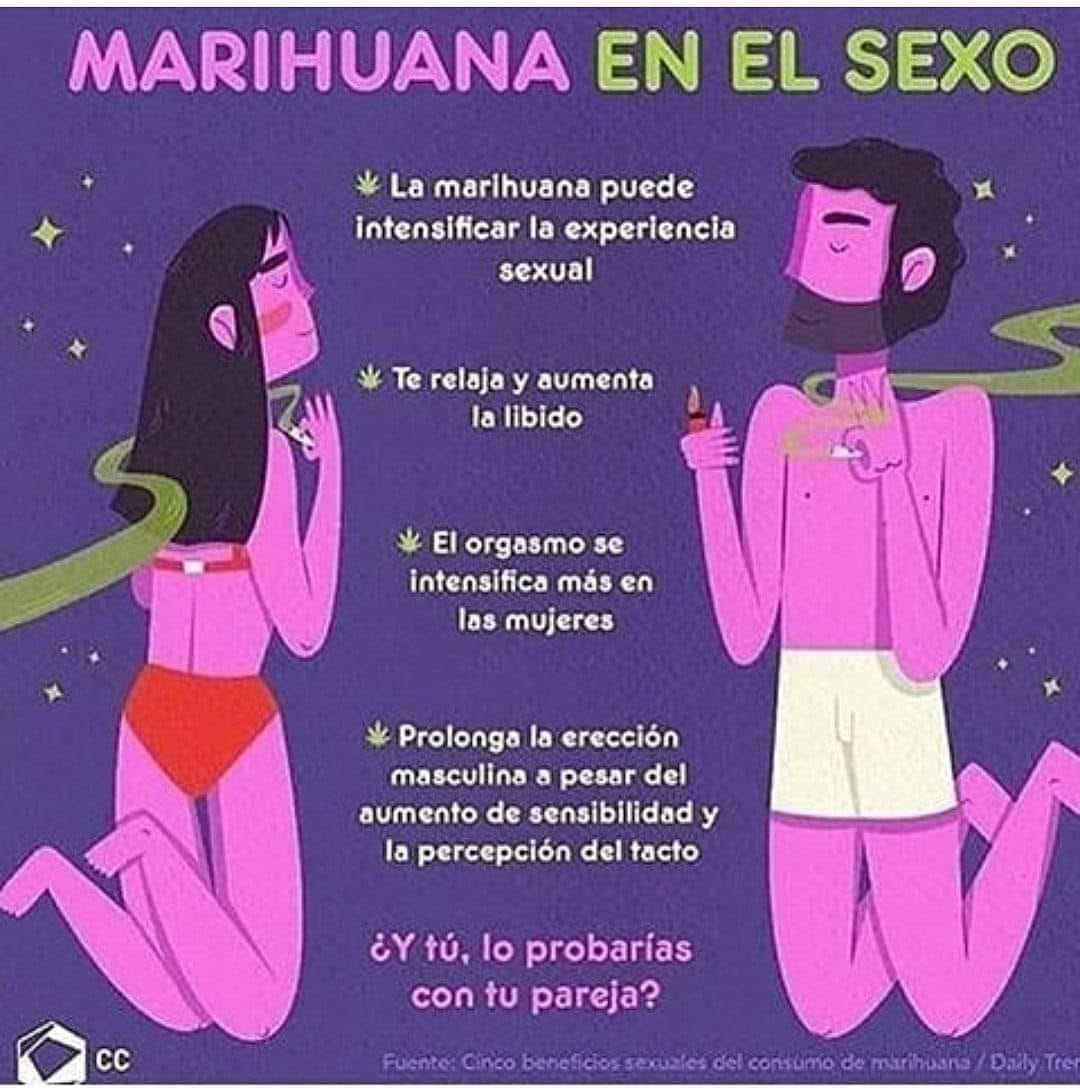 MARIHUANA EN EL SEXO
La marihuana puede
intensificar la experiencia
sexual
Te relaja y aumenta
la libido
El orgasmo se
intensifica más en
las mujeres
Prolonga la erección
masculina a pesar del
aumento de sensibilidad y
la percepción del tacto
¿Y tú, lo probarías
con tu pareja?
CC
Fuente: Cinco beneficios sexuales del consumo de marihuana / Daily